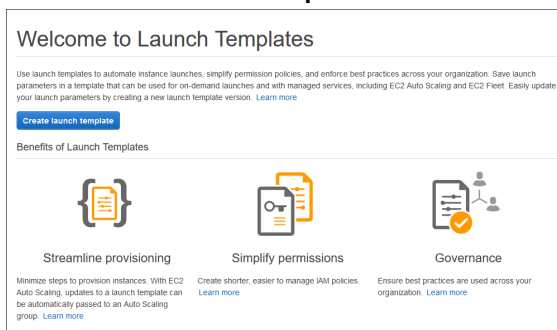 Welcome to Launch Templates
Use launch templates to automate instance launches, simplify permission policies, and enforce best practices across your organization. Save launch
parameters in a template that can be used for on-demand launches and with managed services, including EC2 Auto Scaling and EC2 Fleet. Easily update
your launch parameters by creating a new launch template version. Learn more
Create launch template
Benefits of Launch Templates
Streamline provisioning
Minimize steps to provision instances. With EC2
Auto Scaling, updates to a launch template can
be automatically passed to an Auto Scaling
group. Learn more
Simplify permissions
Create shorter, easier to manage IAM policies.
Learn more
Governance
Ensure best practices are used across your
organization. Learn more